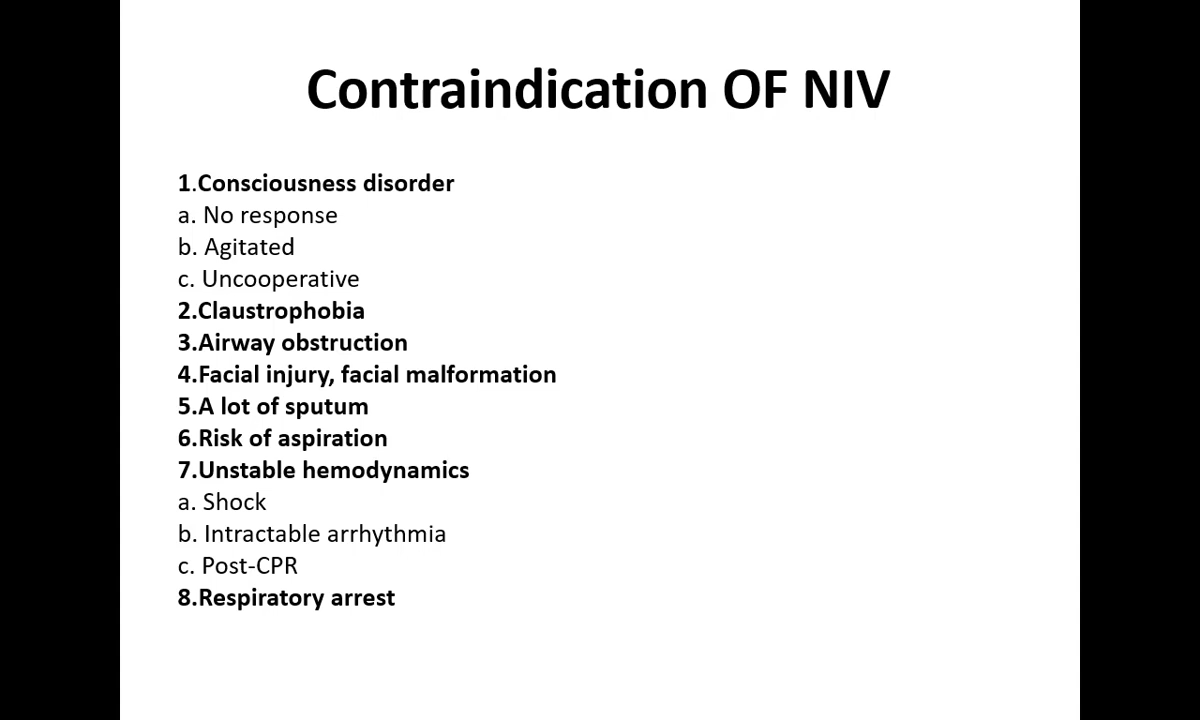 Contraindication OF NIV
1.Consciousness disorder
a. No response
b. Agitated
c. Uncooperative
2.Claustrophobia
3.Airway obstruction
4.Facial injury, facial malformation
5.A lot of sputum
6.Risk of aspiration
7.Unstable hemodynamics
a. Shock
b. Intractable arrhythmia
c. Post-CPR
8.Respiratory arrest